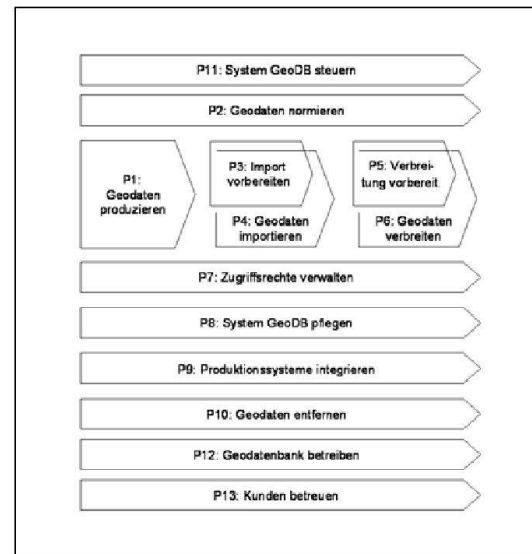 P11: System GeoDB steuern
P2: Geodaten normieren
P1:
Geodaten
produzieren
P3: Import
vorbereiten
P4: Geodaten
importieren
P5: Verbrei-
tung vorbereit.
P6: Geodaten
verbreiten
P7: Zugriffsrechte verwalten
P8: System GeoDB pflegen
P9: Produktionssysteme integrieren
P10: Geodaten entfernen
P12: Geodatenbank betreiben
P13: Kunden betreuen